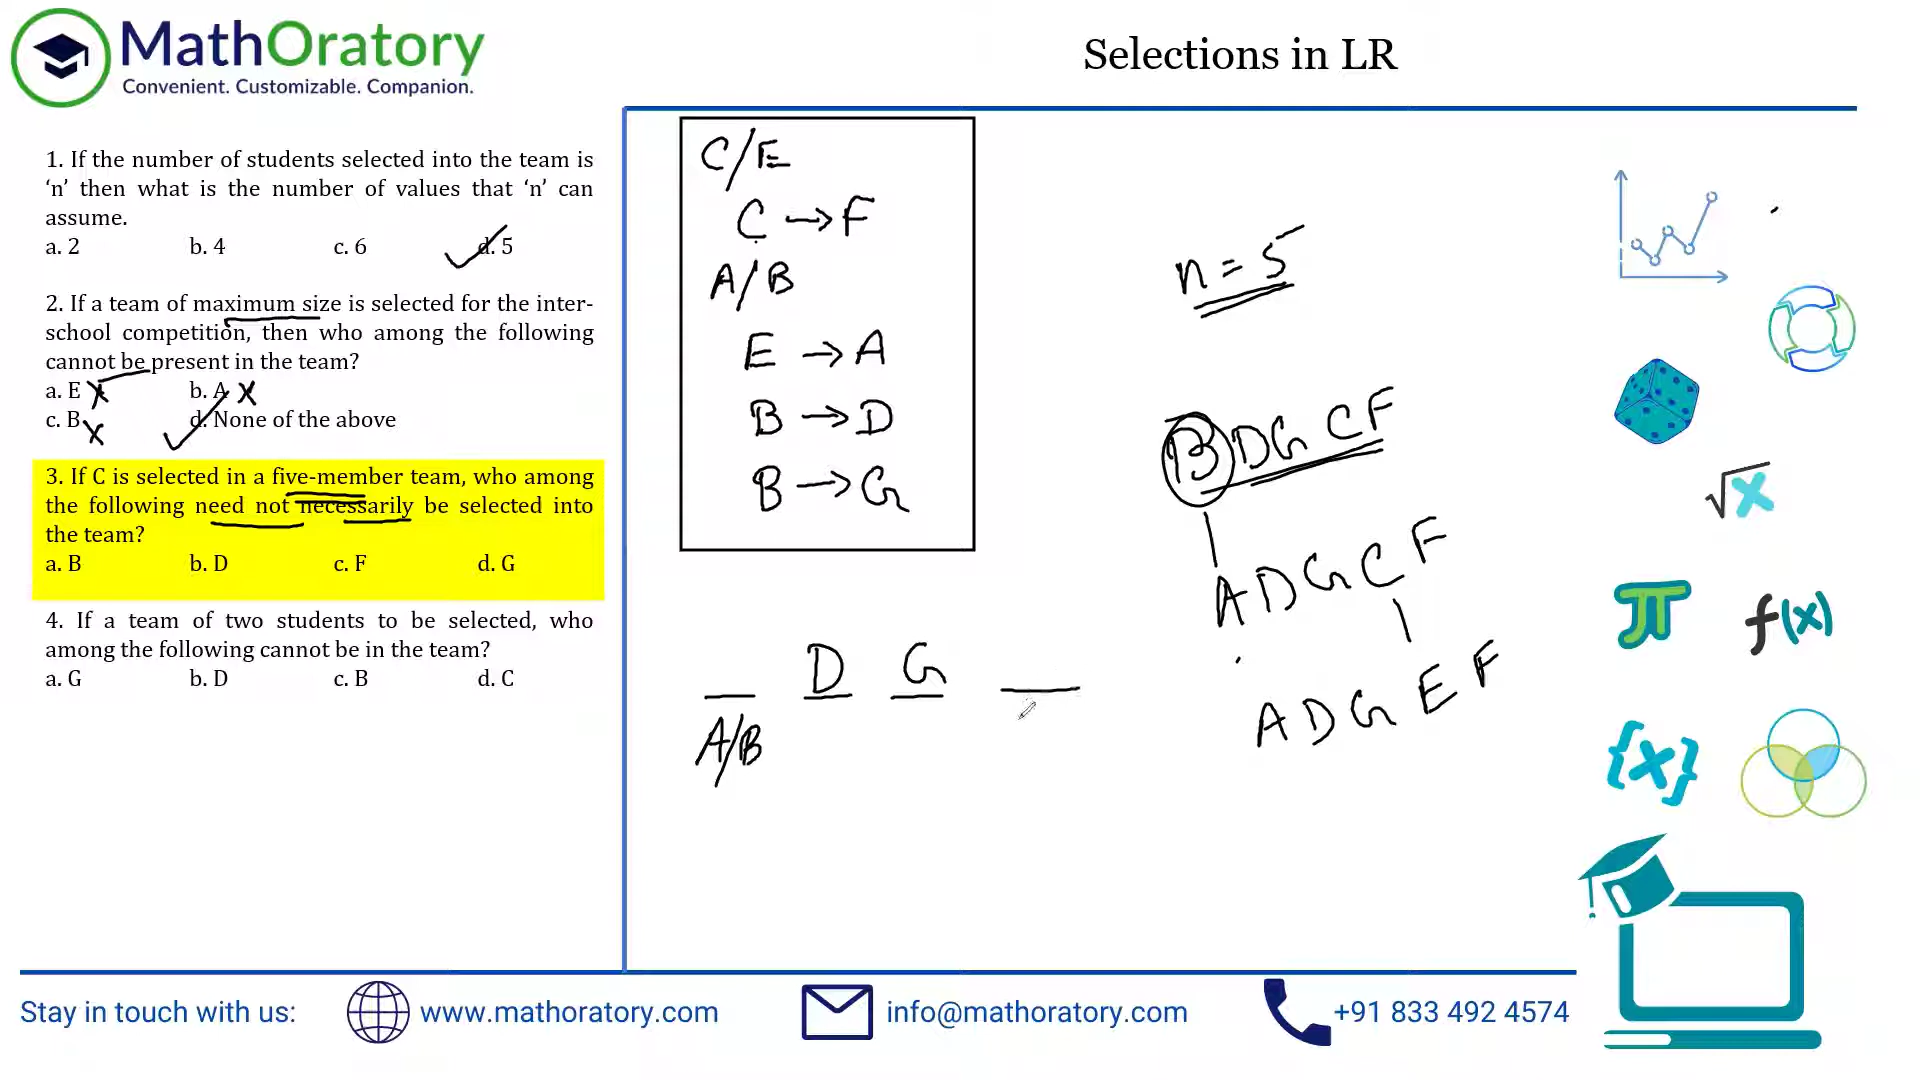 MathOratory
Convenient. Customizable. Companion.
Selections in LR
1. If the number of students selected into the team is
‘n’ then what is the number of values that ‘n’ can
assume.
a. 2 b. 4 c. 6 d. 5
2. If a team of maximum size is selected for the inter-
school competition, then who among the following
cannot be present in the team?
a. E x b. A x
c. B x d. None of the above
3. If C is selected in a five-member team, who among
the following need not necessarily be selected into
the team?
a. B b. D c. F d. G
4. If a team of two students to be selected, who
among the following cannot be in the team?
a. G b. D c. B d. C
C/E
C → F
A/B
E → A
B → D
B → G
n = 5
B D G C F
A D G C F
A D G E F
D G
A/B
√x
π f(x)
{x}
Stay in touch with us: www.mathoratory.com info@mathoratory.com +91 833 492 4574